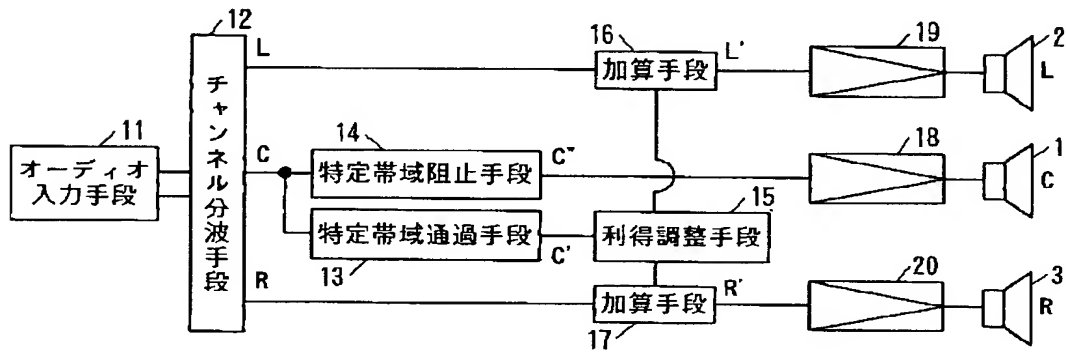 12
L
16
L'
19
2
加算手段
L
チャンネル分波手段
11
オーディオ
入力手段
C
14
特定帯域阻止手段
C"
18
1
C
15
特定帯域通過手段
C'
利得調整手段
13
R
加算手段
R'
17
20
3
R